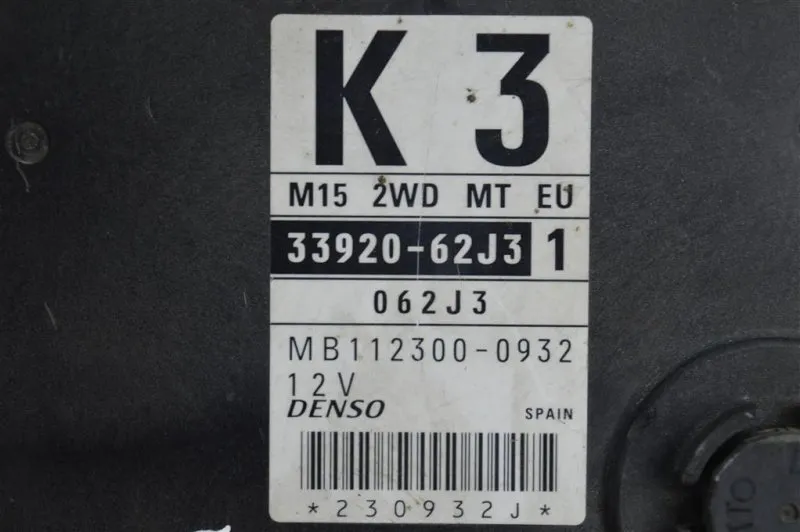 K 3
M15 2WD MT EU
33920-62J3 1
062J3
MB112300-0932
12V
DENSO
SPAIN
*230932J*